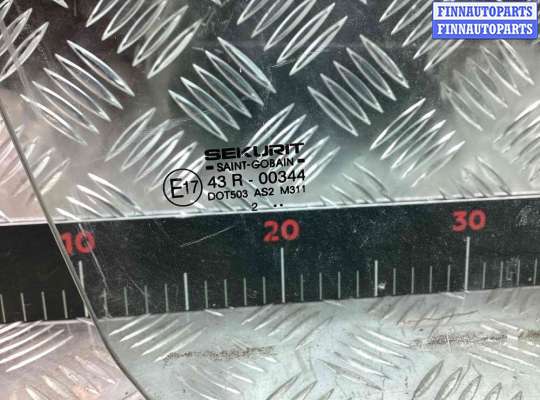 FINNAUTOPARTS
FINNAUTOPARTS
SEKURIT
SAINT-GOBAIN
E17 43 R - 00344
DOT503 AS2 M311
2 ..
10 20 30